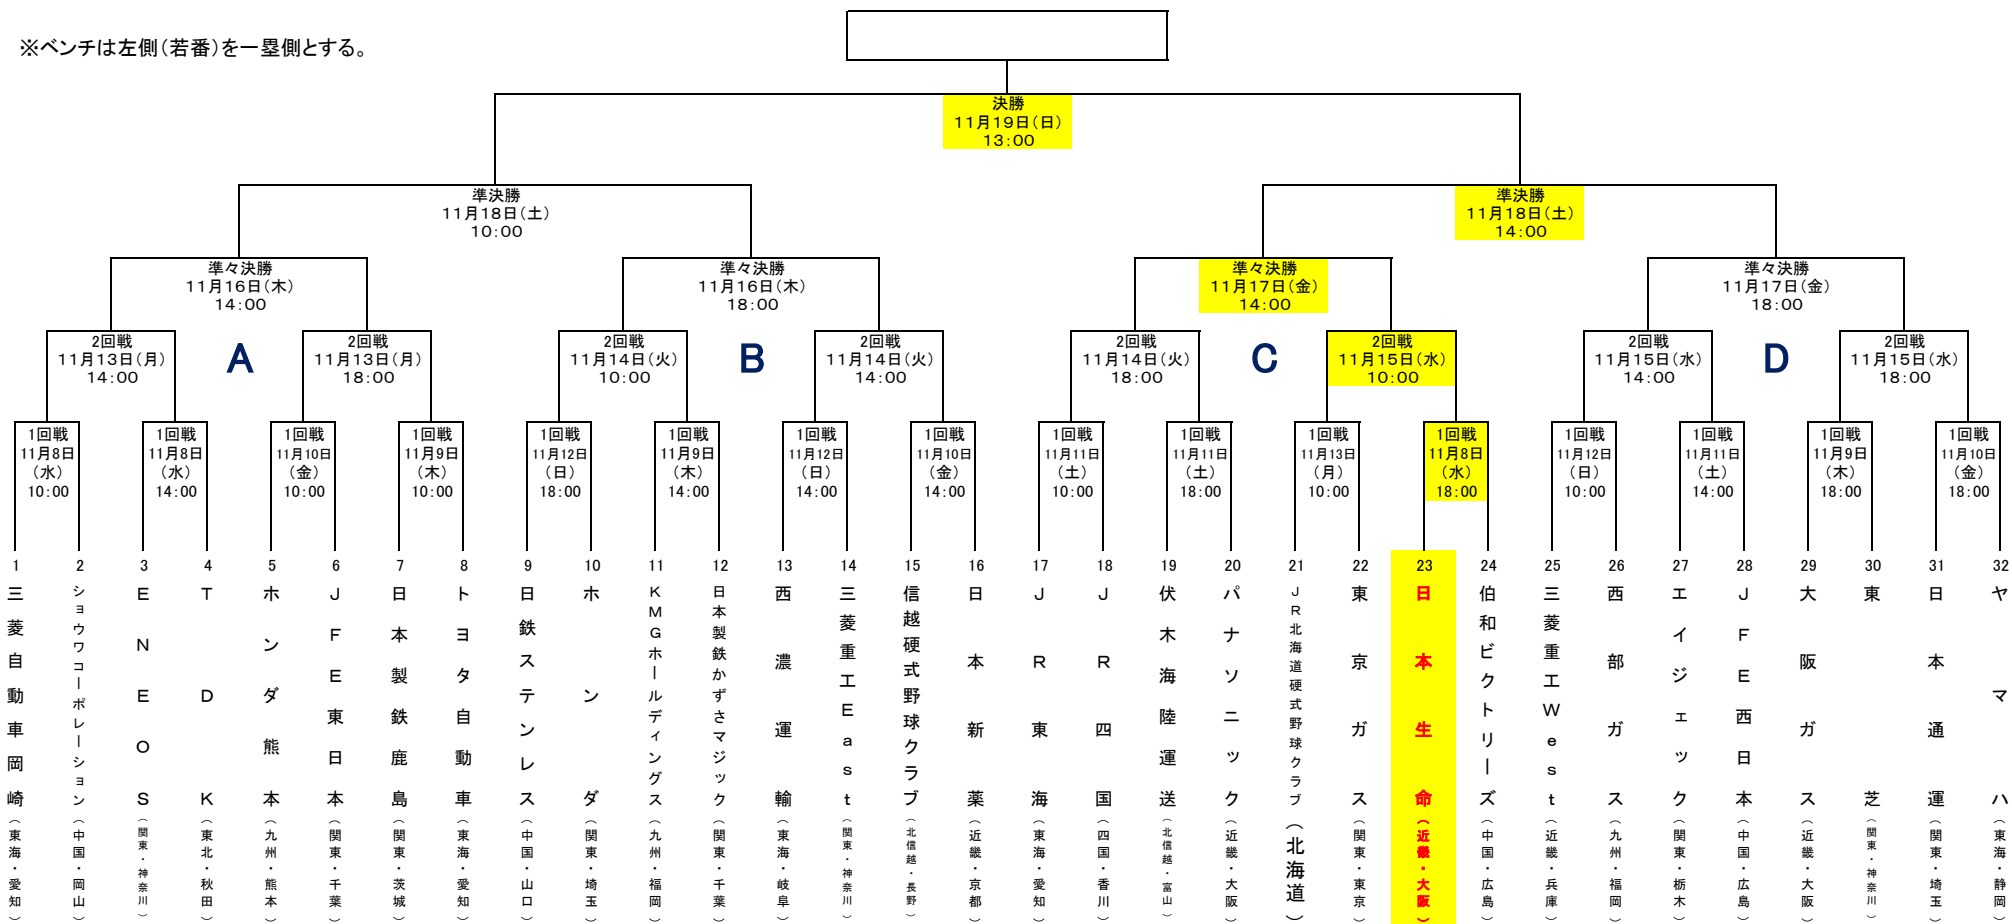 ※ベンチは左側(若番)を一塁側とする。
決勝
11月19日(日)
13:00
準決勝
11月18日(土)
10:00
準決勝
11月18日(土)
14:00
準々決勝
11月16日(木)
14:00
準々決勝
11月16日(木)
18:00
準々決勝
11月17日(金)
14:00
準々決勝
11月17日(金)
18:00
2回戦
11月13日(月)
14:00
A
2回戦
11月13日(月)
18:00
2回戦
11月14日(火)
10:00
B
2回戦
11月14日(火)
14:00
2回戦
11月14日(火)
18:00
C
2回戦
11月15日(水)
10:00
2回戦
11月15日(水)
14:00
D
2回戦
11月15日(水)
18:00
1回戦
11月8日
(水)
10:00
1回戦
11月8日
(水)
14:00
1回戦
11月10日
(金)
10:00
1回戦
11月9日
(木)
10:00
1回戦
11月12日
(日)
18:00
1回戦
11月9日
(木)
14:00
1回戦
11月12日
(日)
14:00
1回戦
11月10日
(金)
14:00
1回戦
11月11日
(土)
10:00
1回戦
11月11日
(土)
18:00
1回戦
11月13日
(月)
10:00
1回戦
11月8日
(水)
18:00
1回戦
11月12日
(日)
10:00
1回戦
11月11日
(土)
14:00
1回戦
11月9日
(木)
18:00
1回戦
11月10日
(金)
18:00
1
三菱自動車岡崎(東海・愛知)
2
ショウワコーポレーション(中国・岡山)
3
ENEOS(関東・神奈川)
4
TDK(東北・秋田)
5
ホンダ熊本(九州・熊本)
6
JFE東日本(関東・千葉)
7
日本製鉄鹿島(関東・茨城)
8
トヨタ自動車(東海・愛知)
9
日鉄ステンレス(中国・山口)
10
ホンダ(関東・埼玉)
11
KMGホールディングス(九州・福岡)
12
日本製鉄かずさマジック(関東・千葉)
13
西濃運輸(東海・岐阜)
14
三菱重工East(関東・神奈川)
15
信越硬式野球クラブ(北信越・長野)
16
日本新薬(近畿・京都)
17
JR東海(東海・愛知)
18
JR四国(四国・香川)
19
伏木海陸運送(北信越・富山)
20
パナソニック(近畿・大阪)
21
JR北海道硬式野球クラブ(北海道)
22
東京ガス(関東・東京)
23
日本生命(近畿・大阪)
24
伯和ビクトリーズ(中国・広島)
25
三菱重工West(近畿・兵庫)
26
西部ガス(九州・福岡)
27
エイジェック(関東・栃木)
28
JFE西日本(中国・広島)
29
大阪ガス(近畿・大阪)
30
東芝(関東・神奈川)
31
日本通運(関東・埼玉)
32
ヤマハ(東海・静岡)